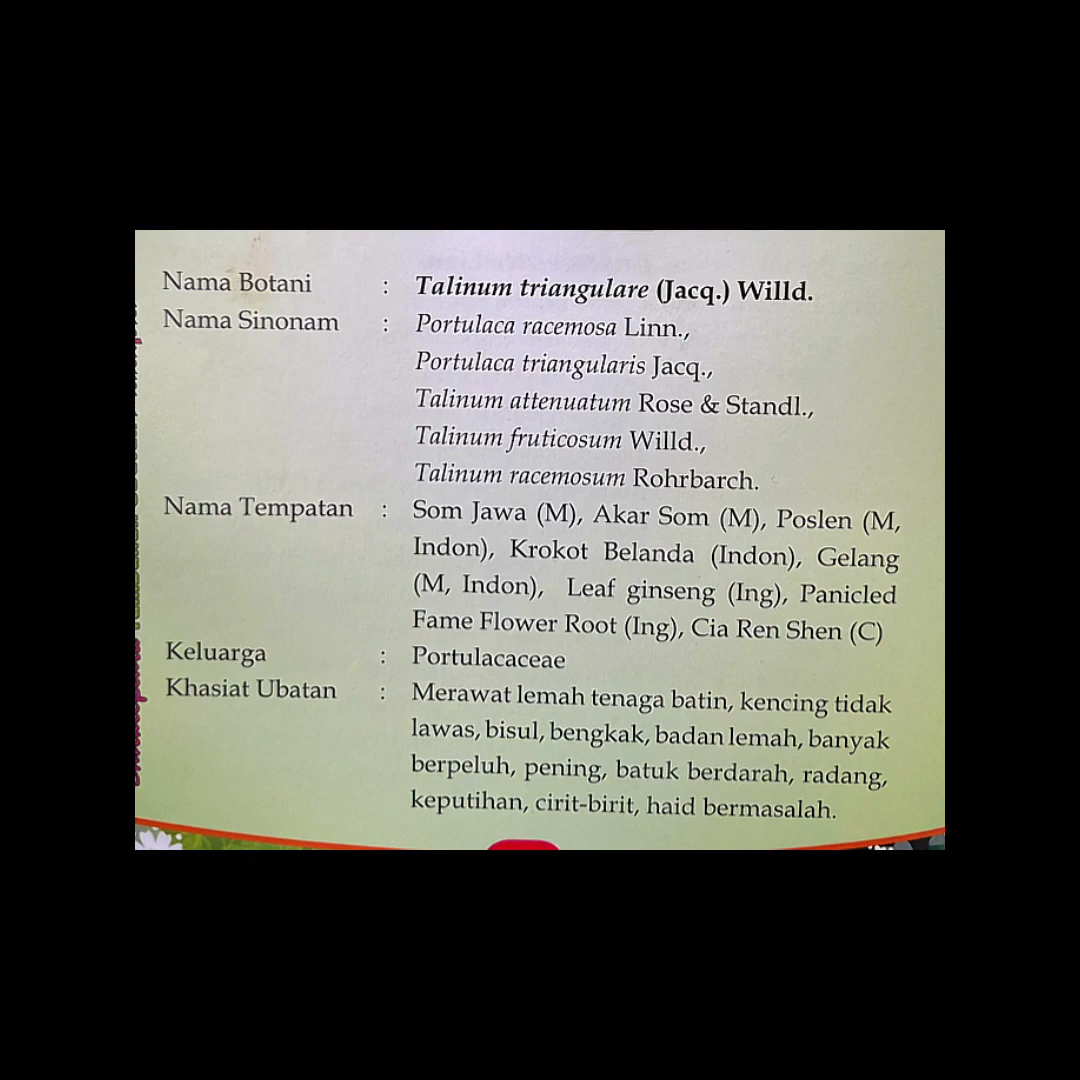 Nama Botani : Talinum triangulare (Jacq.) Willd.
Nama Sinonam : Portulaca racemosa Linn.,
Portulaca triangularis Jacq.,
Talinum attenuatum Rose & Standl.,
Talinum fruticosum Willd.,
Talinum racemosum Rohrbarch.
Nama Tempatan : Som Jawa (M), Akar Som (M), Poslen (M,
Indon), Krokot Belanda (Indon), Gelang
(M, Indon), Leaf ginseng (Ing), Panicled
Fame Flower Root (Ing), Cia Ren Shen (C)
Keluarga : Portulacaceae
Khasiat Ubatan : Merawat lemah tenaga batin, kencing tidak
lawas, bisul, bengkak, badan lemah, banyak
berpeluh, pening, batuk berdarah, radang,
keputihan, cirit-birit, haid bermasalah.